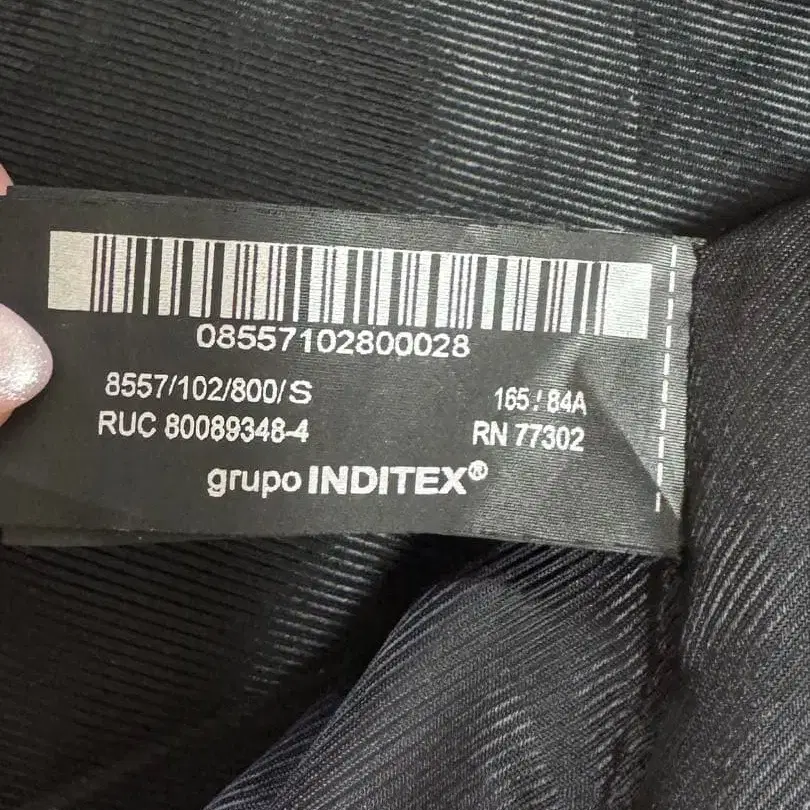 08557102800028
8557/102/800/S 165/84A
RUC 80089348-4 RN 77302
grupo INDITEX®